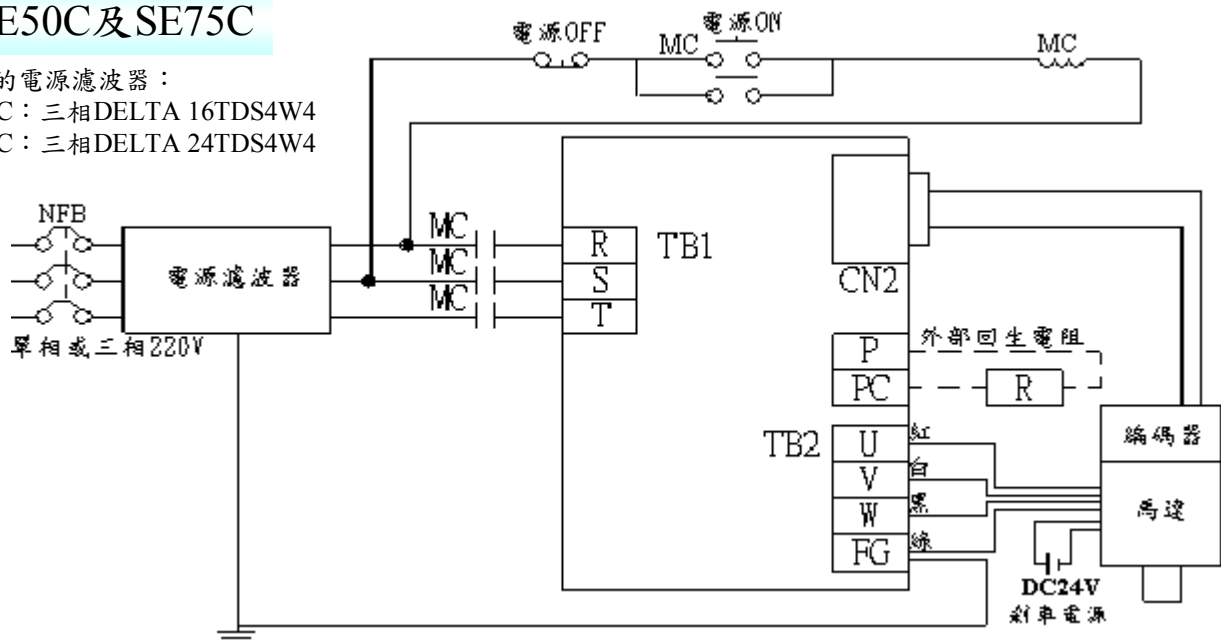 E50C及SE75C
的電源濾波器：
C：三相DELTA 16TDS4W4
C：三相DELTA 24TDS4W4
電源OFF
MC
電源ON
MC
NFB
電源濾波器
單相或三相220V
MC
MC
MC
R
S
T
TB1
CN2
P
PC
外部回生電阻
R
TB2
U
V
W
FG
紅
白
黑
綠
編碼器
馬達
DC24V
剎車電源